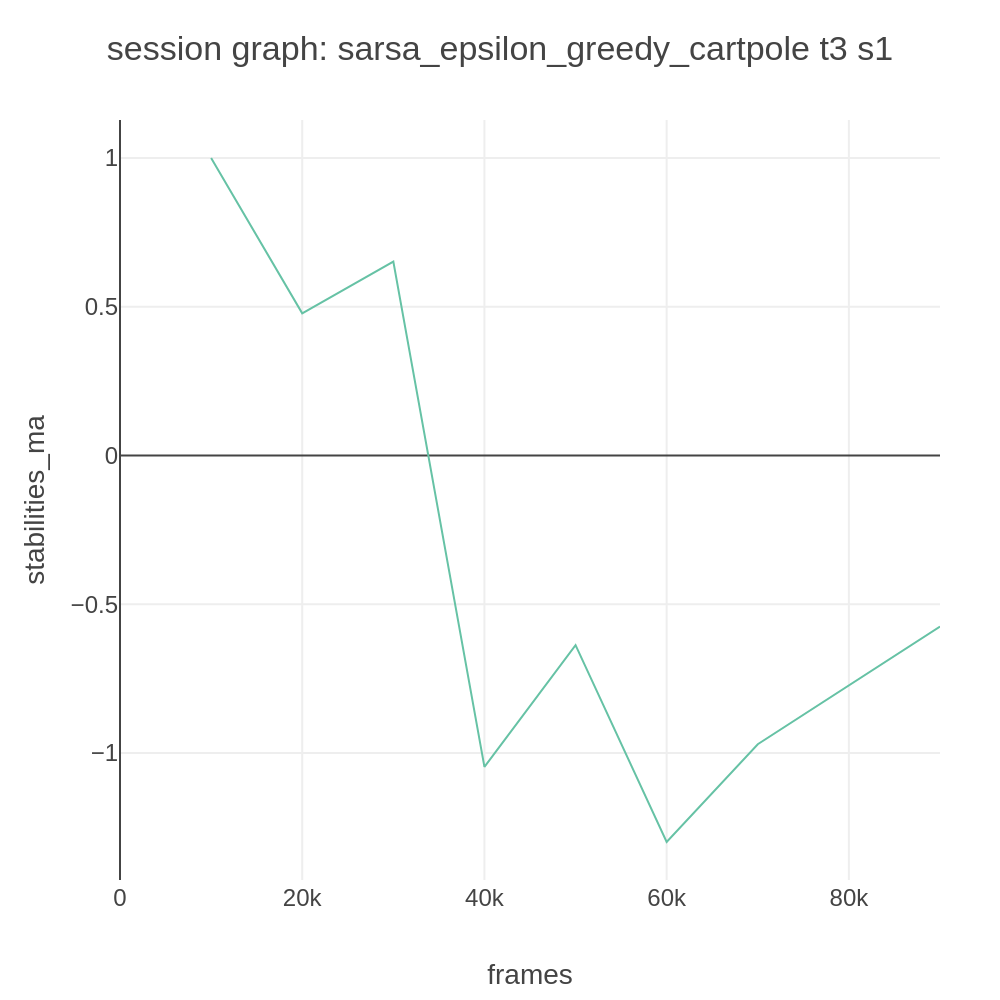 session graph: sarsa_epsilon_greedy_cartpole t3 s1
1
0.5
0
−0.5
−1
stabilities_ma
0 20k 40k 60k 80k
frames